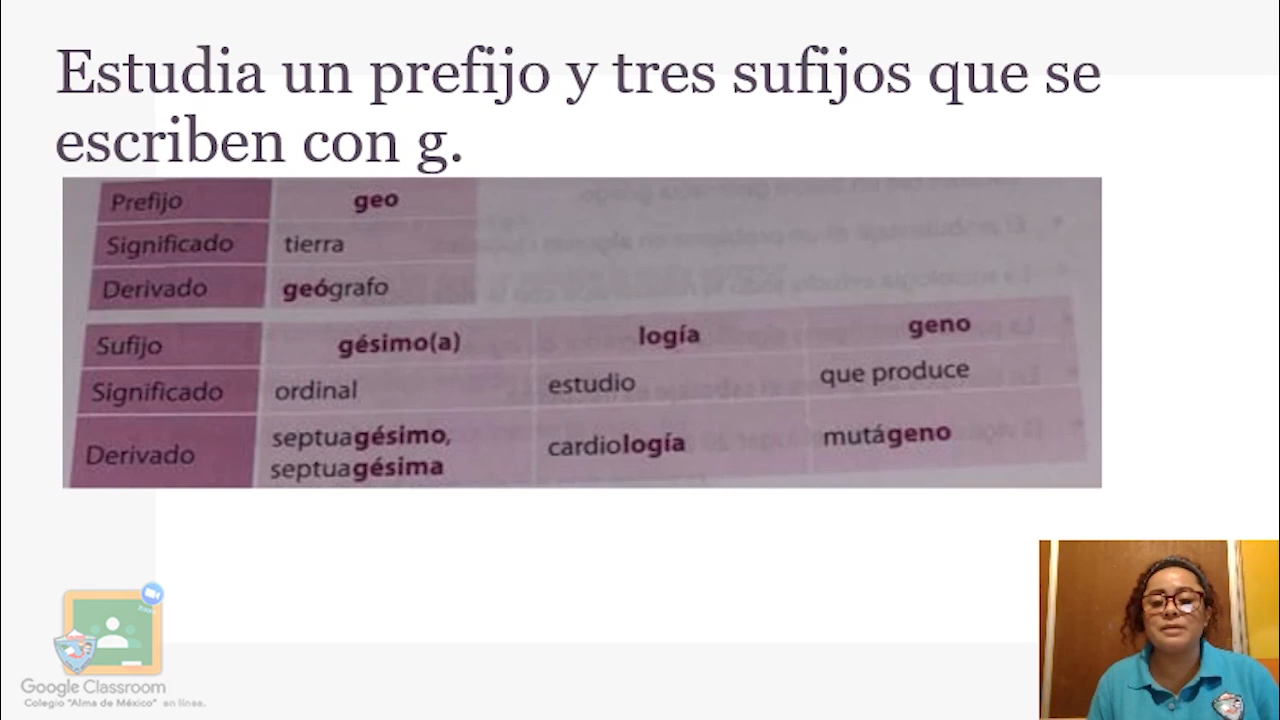 Estudia un prefijo y tres sufijos que se
escriben con g.
Prefijo geo
Significado tierra
Derivado geógrafo
Sufijo gésimo(a) logía geno
Significado ordinal estudio que produce
Derivado septuagésimo, septuagésima cardiología mutágeno
zoom
Google Classroom
Colegio "Alma de México" en línea.